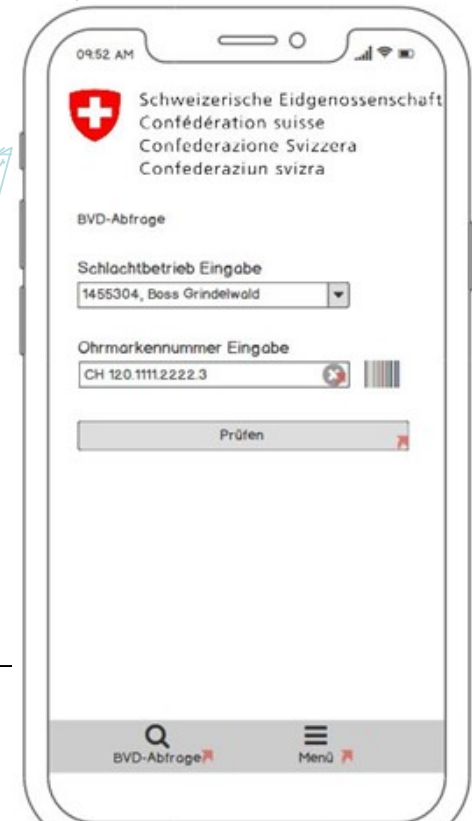 09:52 AM
Schweizerische Eidgenossenschaft
Confédération suisse
Confederazione Svizzera
Confederaziun svizra
BVD-Abfrage
Schlachtbetrieb Eingabe
1455304, Boss Grindelwald
Ohrmarkennummer Eingabe
CH 120.1111.2222.3
Prüfen
BVD-Abfrage
Menü